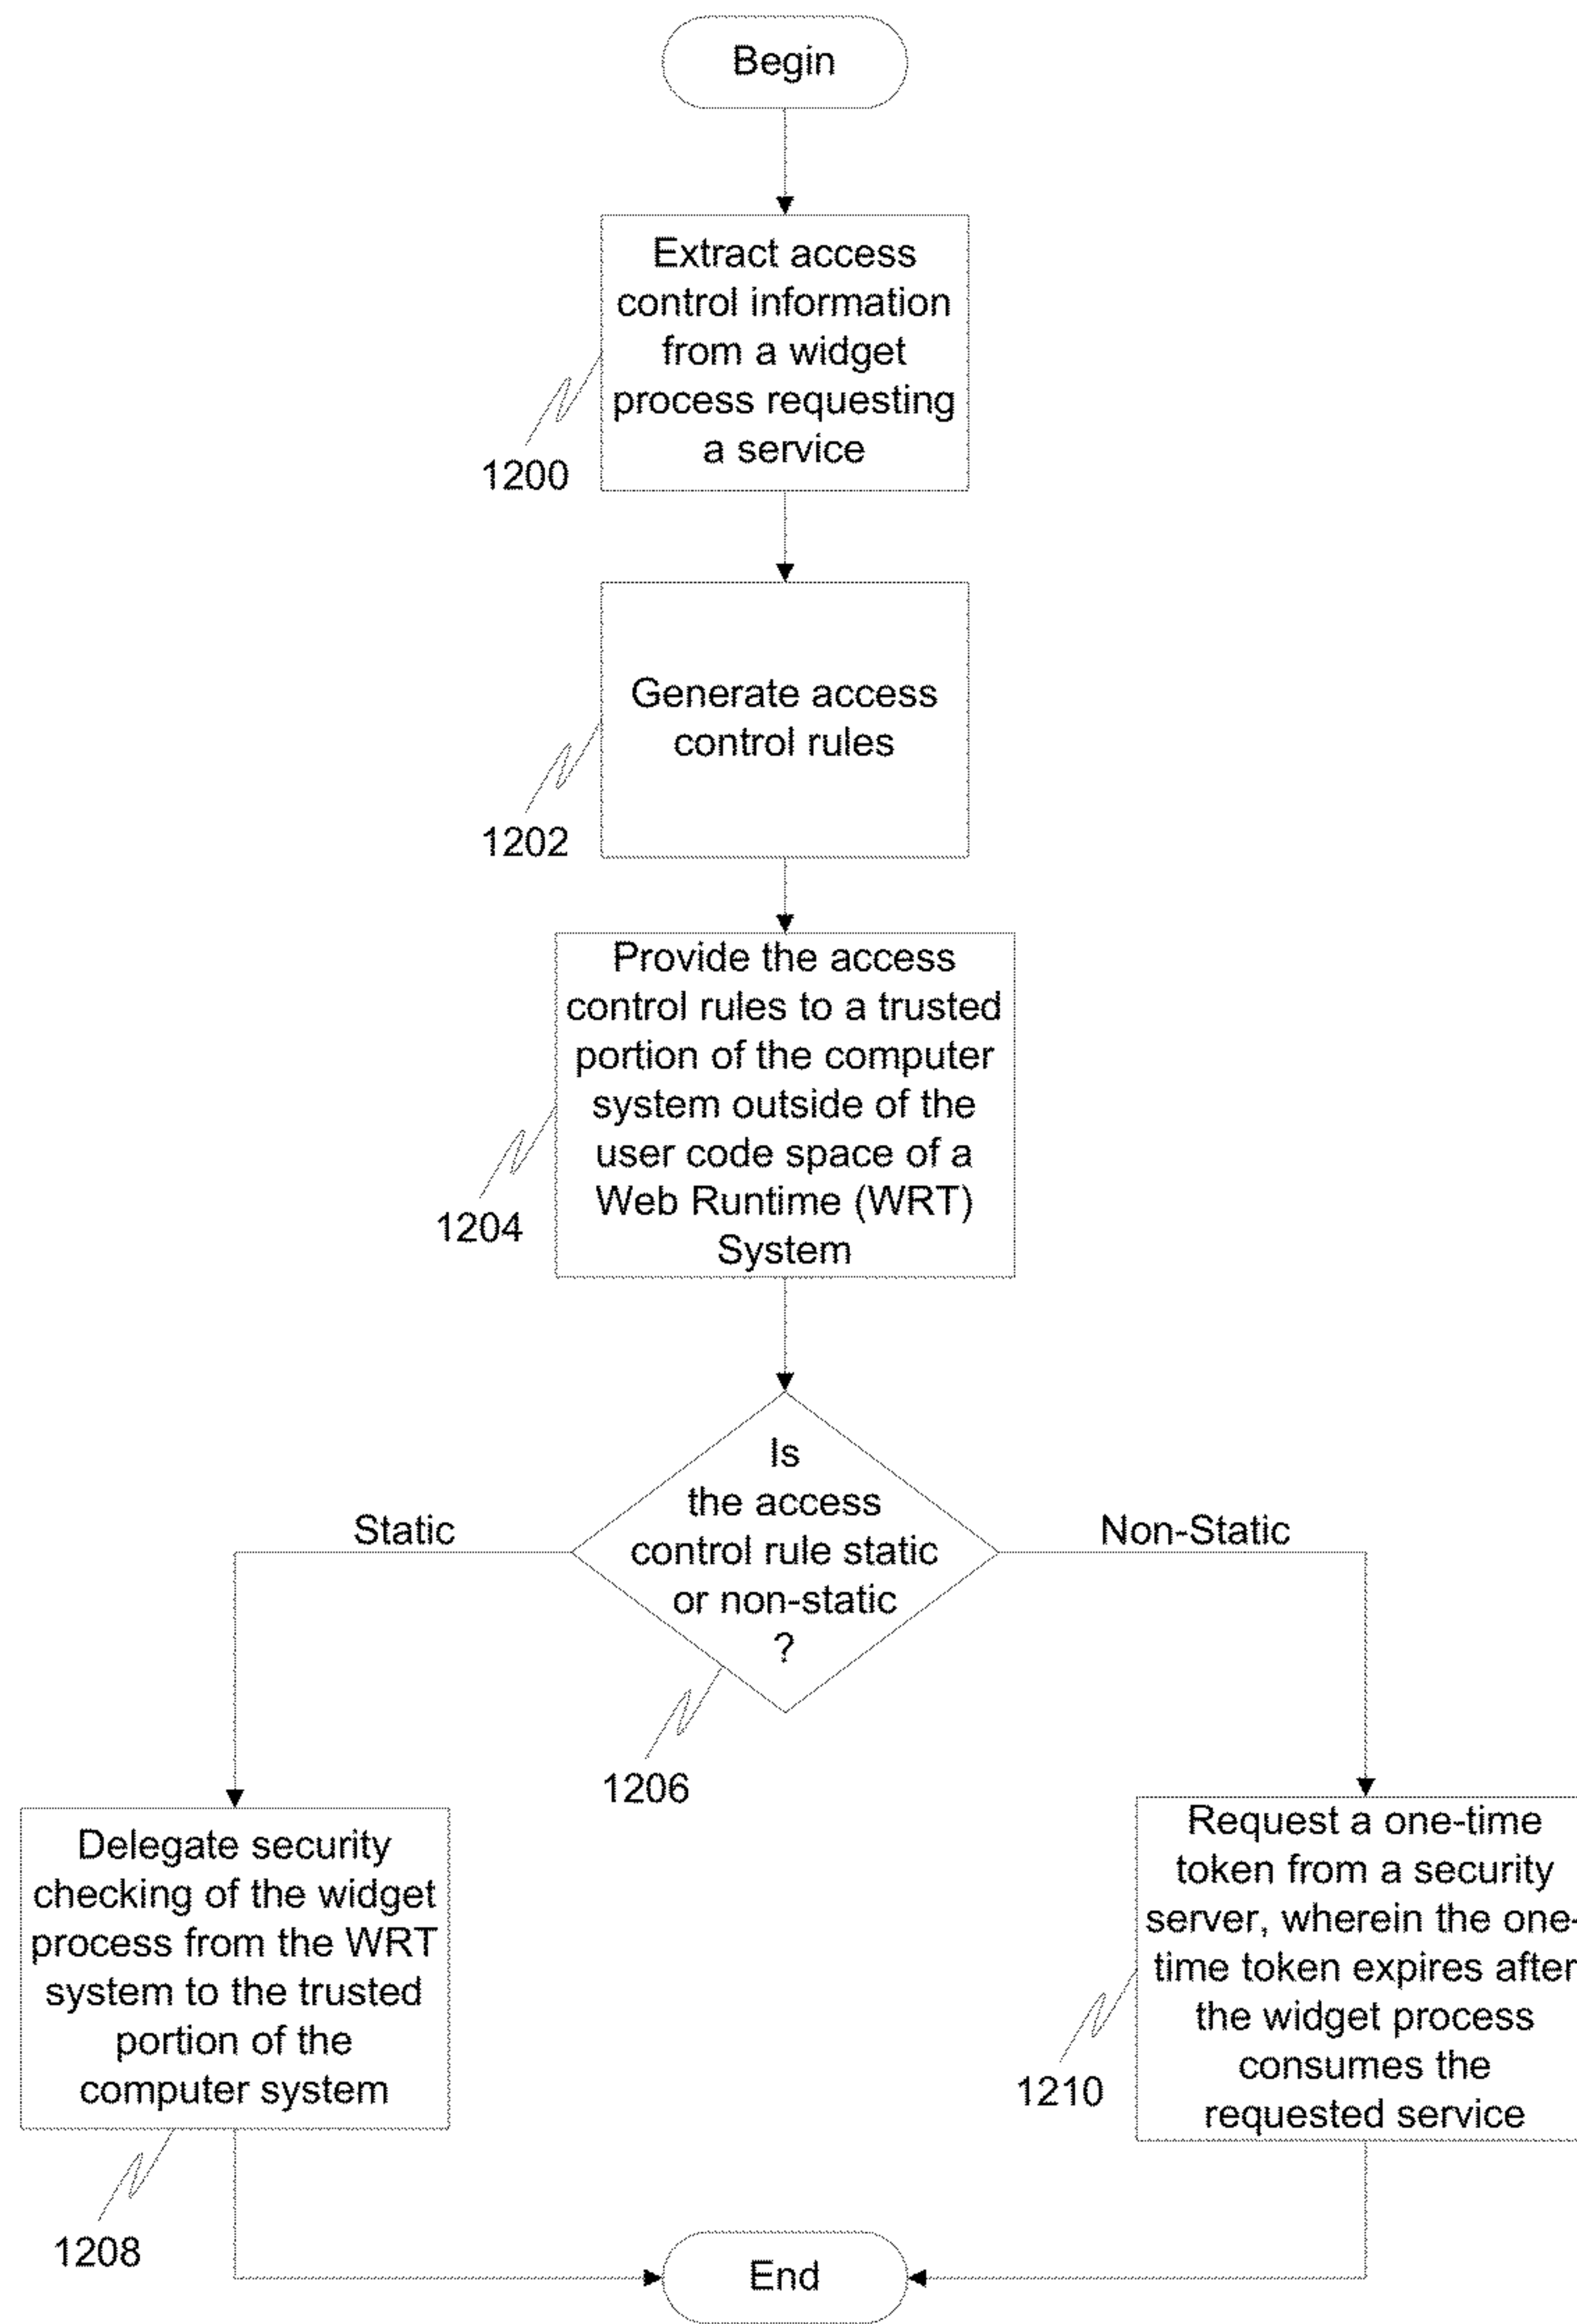 Begin
Extract access
control information
from a widget
process requesting
a service
1200
Generate access
control rules
1202
Provide the access
control rules to a trusted
portion of the computer
system outside of the
user code space of a
Web Runtime (WRT)
System
1204
Is
the access
control rule static
or non-static
?
Static
Non-Static
1206
Delegate security
checking of the widget
process from the WRT
system to the trusted
portion of the
computer system
1208
Request a one-time
token from a security
server, wherein the one-
time token expires after
the widget process
consumes the
requested service
1210
End